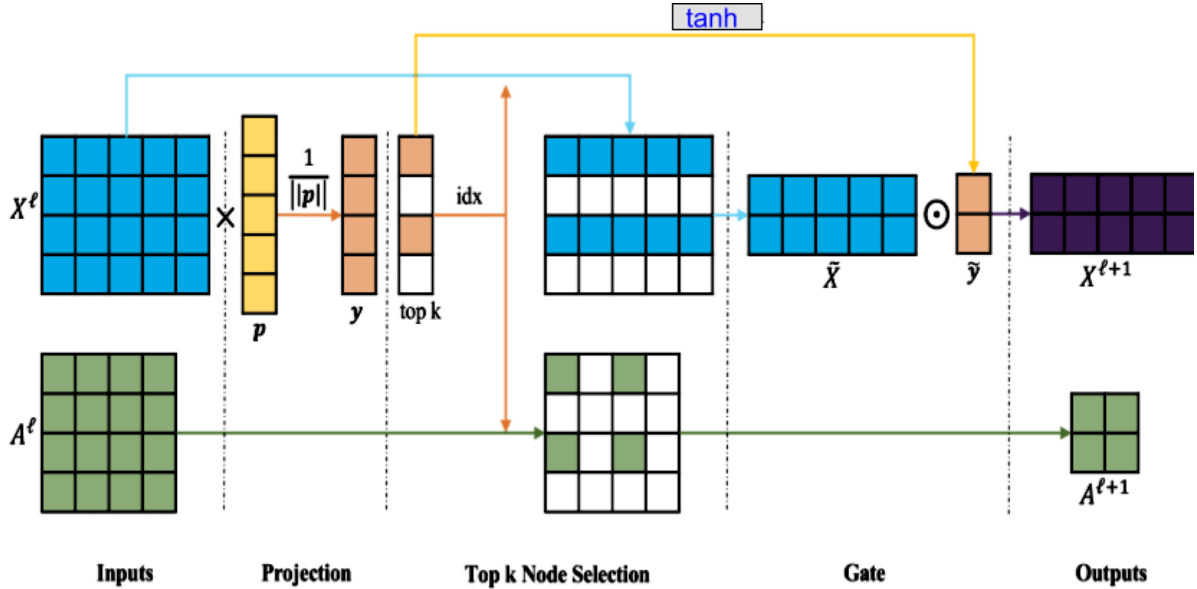 tanh
X^ℓ
×
1
||p||
idx
p
y
top k
⊙
X̃
ỹ
X^{ℓ+1}
A^ℓ
A^{ℓ+1}
Inputs Projection Top k Node Selection Gate Outputs